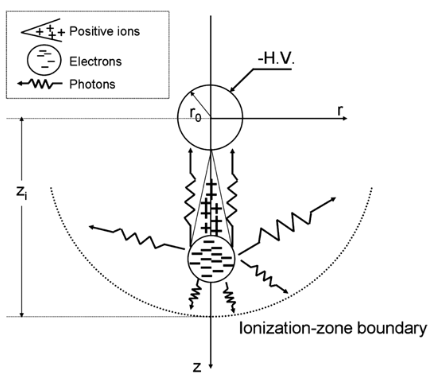 Positive ions
Electrons
Photons
-H.V.
r₀
r
zᵢ
Ionization-zone boundary
z